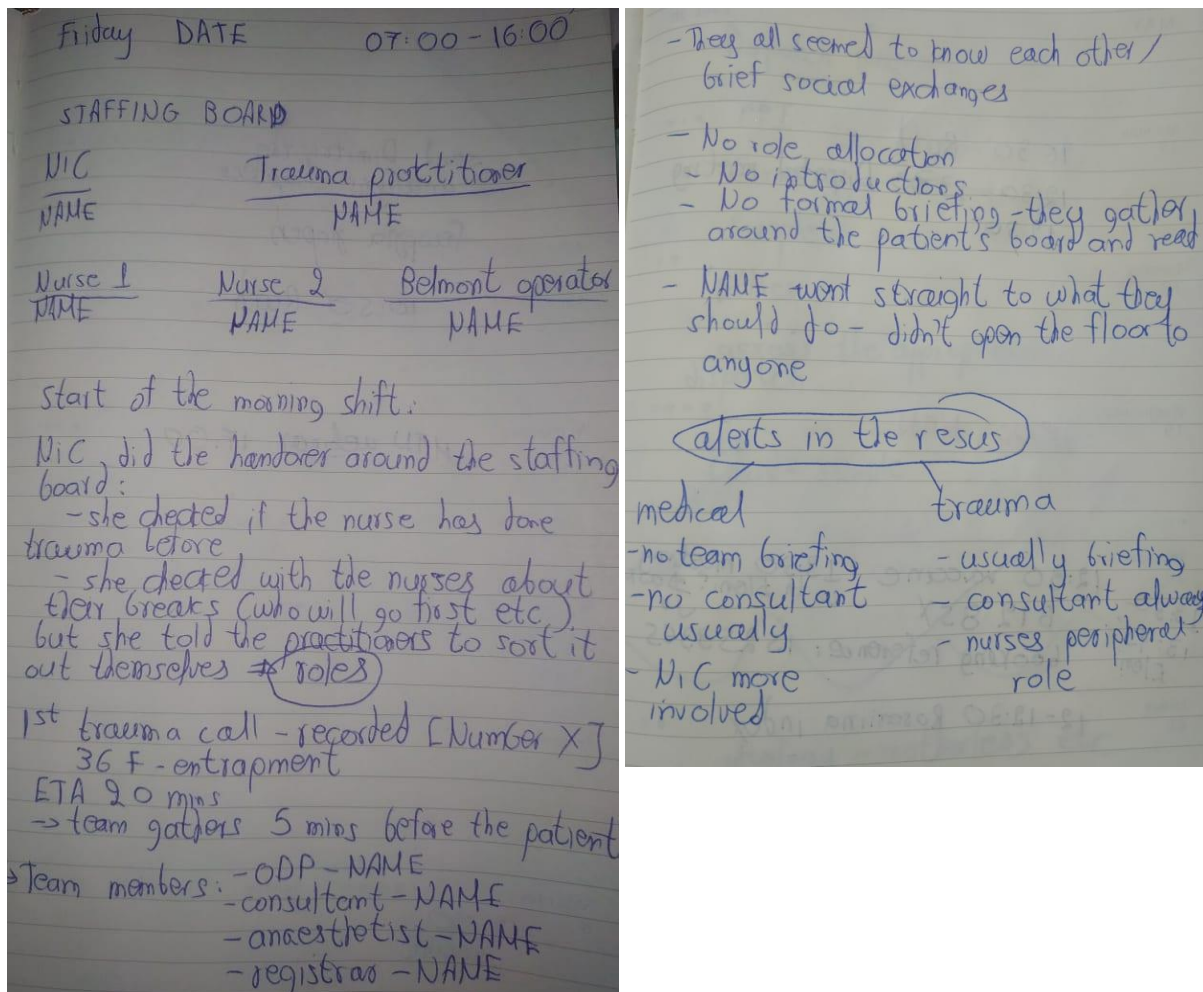 Friday DATE 07:00-16:00
STAFFING BOARD
NIC Trauma practitioner
NAME NAME
Nurse 1 Nurse 2 Belmont operator
NAME NAME NAME
start of the morning shift:
NiC, did the handover around the staffing
board:
- she checked if the nurse has done
trauma before
- she checked with the nurses about
their breaks (who will go first etc.)
but she told the practitioners to sort it
out themselves → roles
1st trauma call - recorded [Number X]
36 F - entrapment
ETA 20 mins
→ team gathers 5 mins before the patient
→ Team members: - ODP - NAME
- consultant - NAME
- anaesthetist - NAME
- registrar - NAME
- They all seemed to know each other/
brief social exchanges
- No role allocation
- No introductions
- No formal briefing - they gather
around the patient's board and read
- NAME went straight to what they
should do - didn't open the floor to
anyone
alerts in the resus
medical trauma
- no team briefing - usually briefing
- no consultant - consultant always
usually - nurses peripheral
- NiC more role
involved